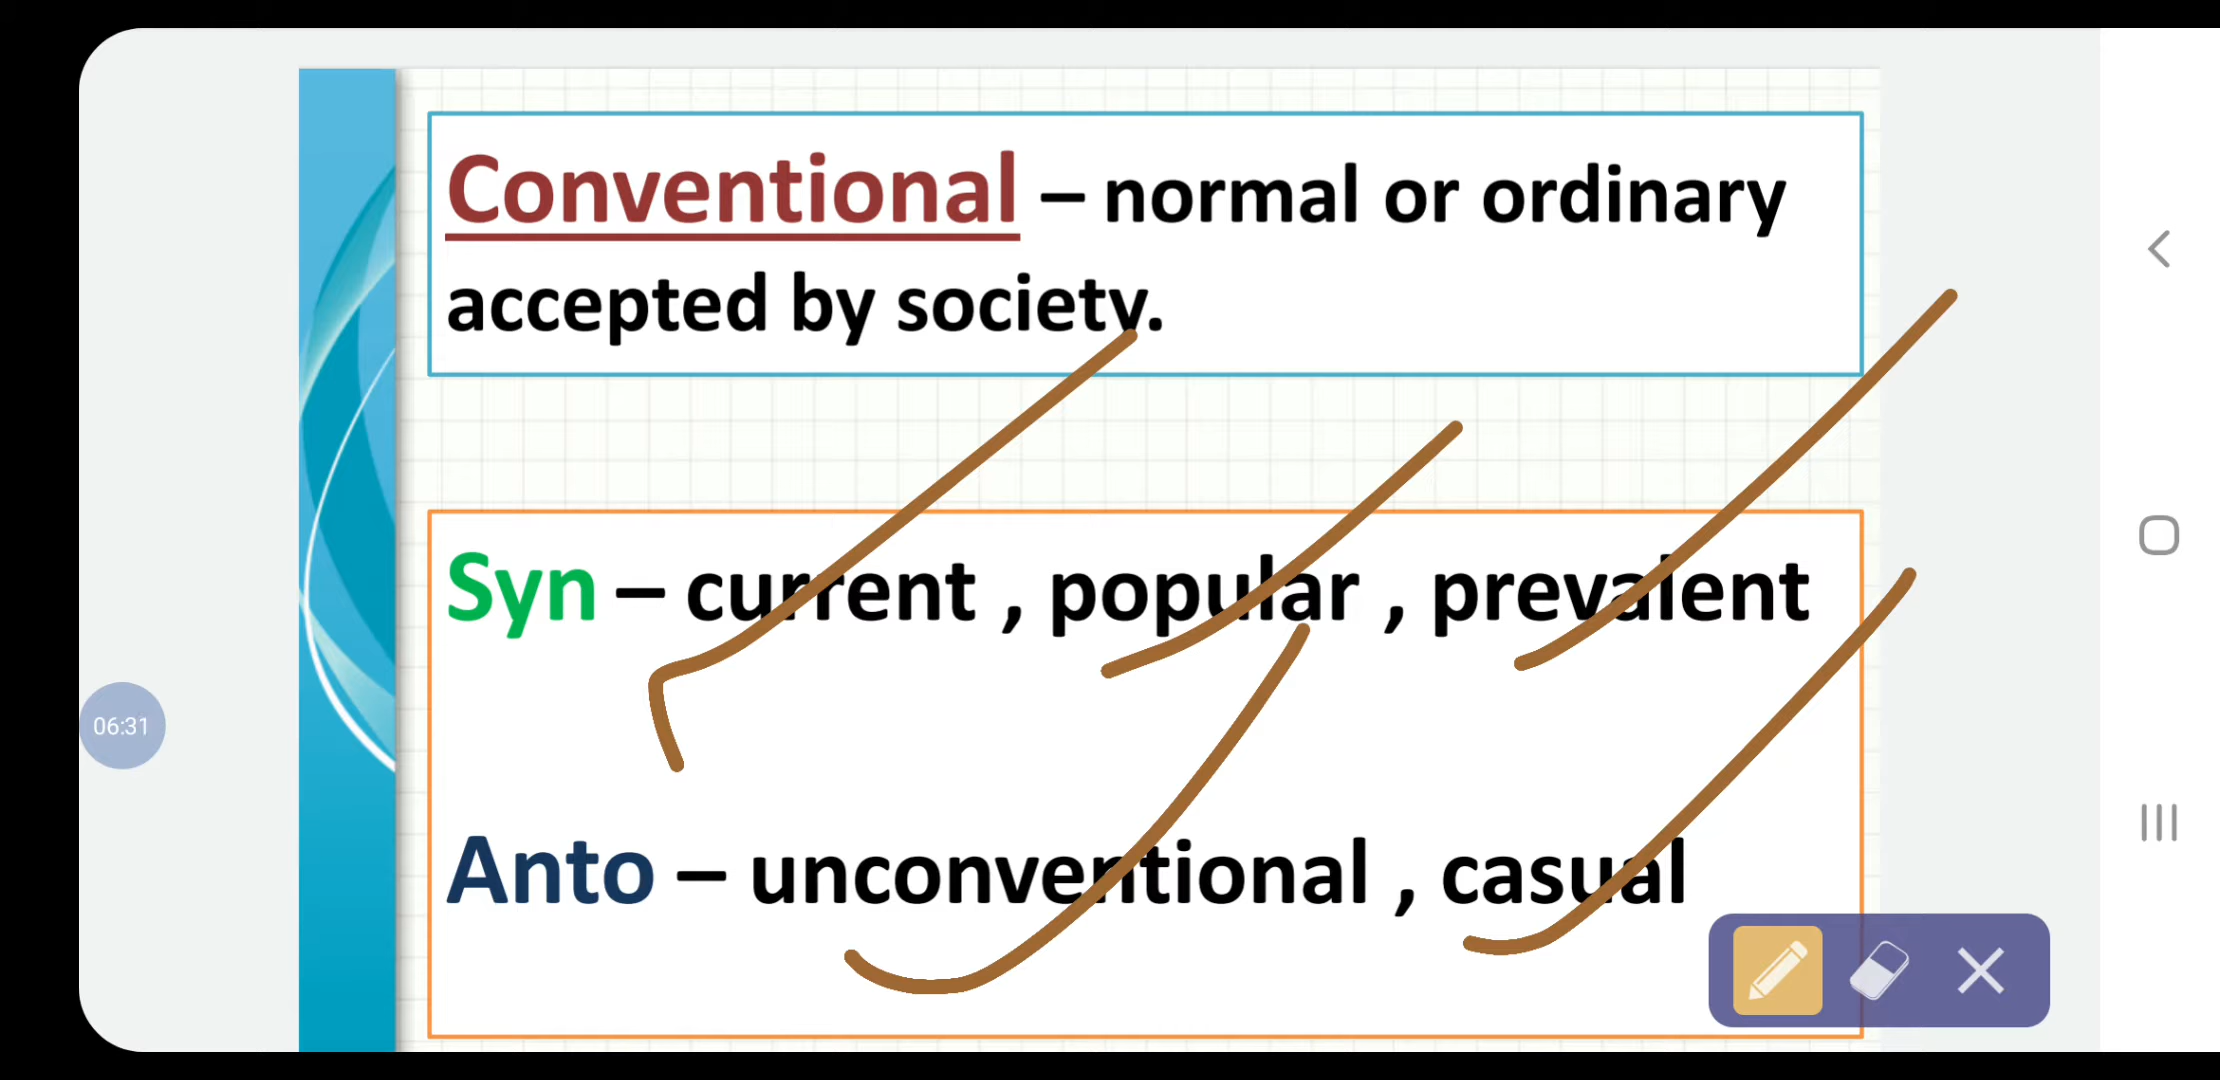 Conventional – normal or ordinary
accepted by society.
Syn – current , popular , prevalent
Anto – unconventional , casual
06:31